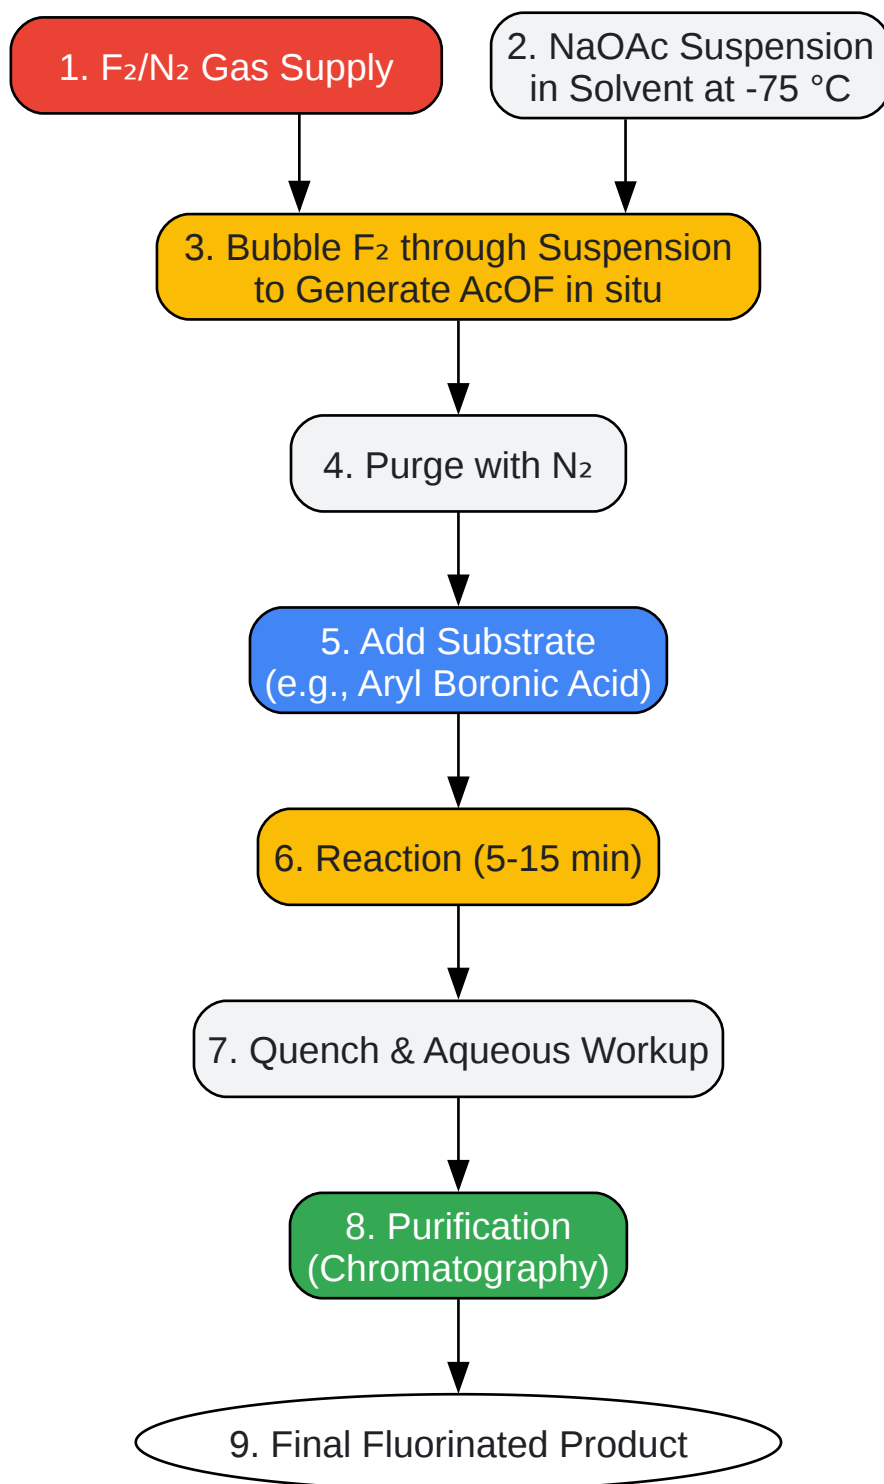 1. F₂/N₂ Gas Supply
2. NaOAc Suspension
in Solvent at -75 °C
3. Bubble F₂ through Suspension
to Generate AcOF in situ
4. Purge with N₂
5. Add Substrate
(e.g., Aryl Boronic Acid)
6. Reaction (5-15 min)
7. Quench & Aqueous Workup
8. Purification
(Chromatography)
9. Final Fluorinated Product